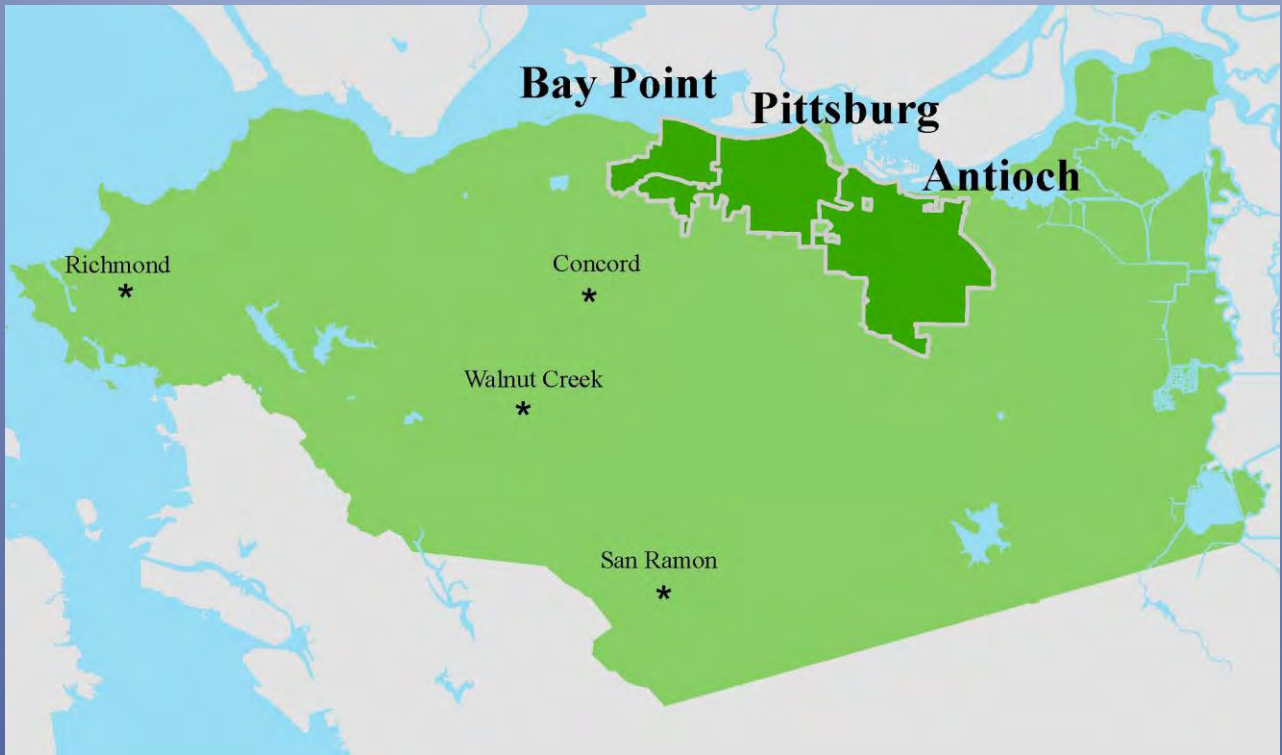 Bay Point
Pittsburg
Antioch
Richmond
*
Concord
*
Walnut Creek
*
San Ramon
*